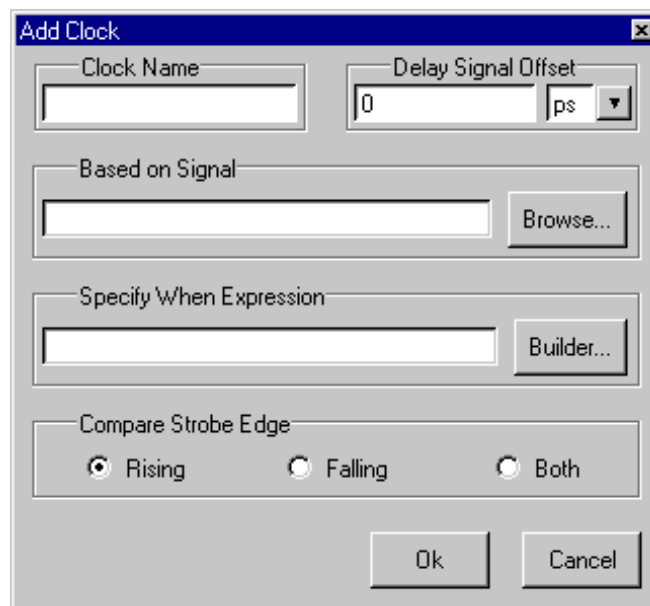 Add Clock
Clock Name
Delay Signal Offset
0
ps
Based on Signal
Browse...
Specify When Expression
Builder...
Compare Strobe Edge
Rising
Falling
Both
Ok
Cancel